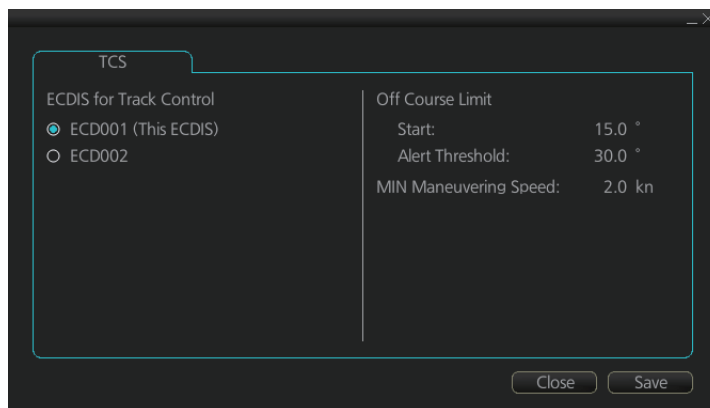 TCS
ECDIS for Track Control
ECD001 (This ECDIS)
ECD002
Off Course Limit
Start: 15.0 °
Alert Threshold: 30.0 °
MIN Maneuvering Speed: 2.0 kn
Close
Save